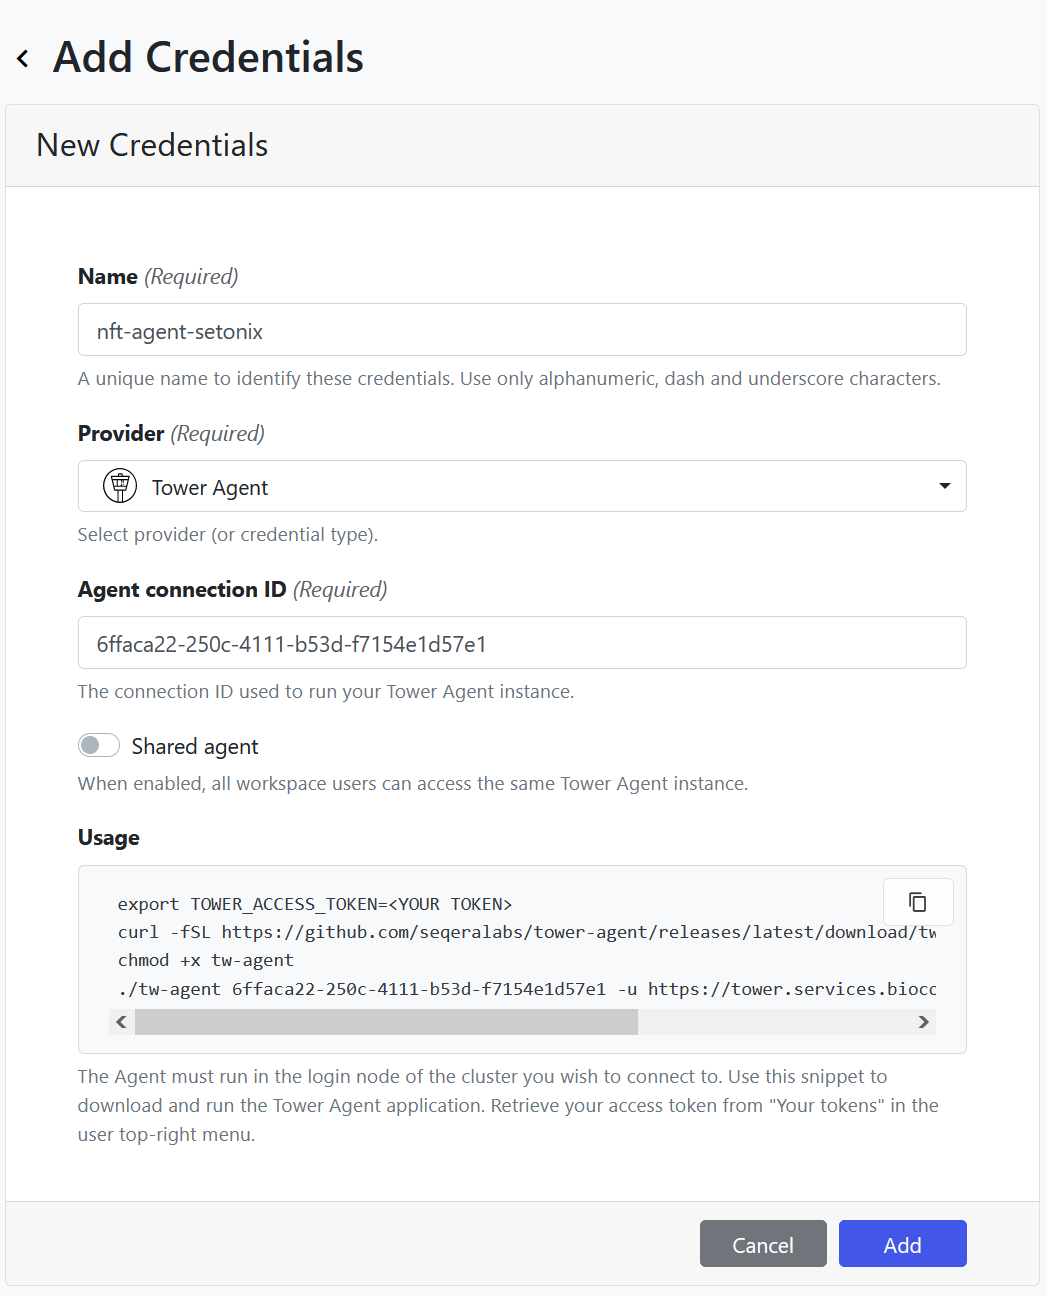 Add Credentials
New Credentials
Name (Required)
nft-agent-setonix
A unique name to identify these credentials. Use only alphanumeric, dash and underscore characters.
Provider (Required)
Tower Agent
Select provider (or credential type).
Agent connection ID (Required)
6ffaca22-250c-4111-b53d-f7154e1d57e1
The connection ID used to run your Tower Agent instance.
Shared agent
When enabled, all workspace users can access the same Tower Agent instance.
Usage
export TOWER_ACCESS_TOKEN=<YOUR TOKEN>
curl -fSL https://github.com/seqeralabs/tower-agent/releases/latest/download/tw
chmod +x tw-agent
./tw-agent 6ffaca22-250c-4111-b53d-f7154e1d57e1 -u https://tower.services.biocc
The Agent must run in the login node of the cluster you wish to connect to. Use this snippet to
download and run the Tower Agent application. Retrieve your access token from "Your tokens" in the
user top-right menu.
Cancel
Add